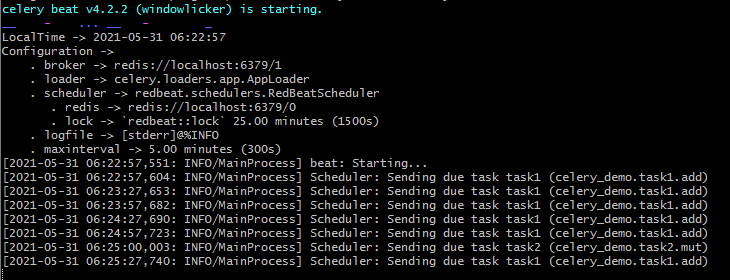 celery beat v4.2.2 (windowlicker) is starting.
__    -    ... __   -        _
LocalTime -> 2021-05-31 06:22:57
Configuration ->
    . broker -> redis://localhost:6379/1
    . loader -> celery.loaders.app.AppLoader
    . scheduler -> redbeat.schedulers.RedBeatScheduler
       . redis -> redis://localhost:6379/0
       . lock -> `redbeat::lock` 25.00 minutes (1500s)
    . logfile -> [stderr]@%INFO
    . maxinterval -> 5.00 minutes (300s)
[2021-05-31 06:22:57,551: INFO/MainProcess] beat: Starting...
[2021-05-31 06:22:57,604: INFO/MainProcess] Scheduler: Sending due task task1 (celery_demo.task1.add)
[2021-05-31 06:23:27,653: INFO/MainProcess] Scheduler: Sending due task task1 (celery_demo.task1.add)
[2021-05-31 06:23:57,682: INFO/MainProcess] Scheduler: Sending due task task1 (celery_demo.task1.add)
[2021-05-31 06:24:27,690: INFO/MainProcess] Scheduler: Sending due task task1 (celery_demo.task1.add)
[2021-05-31 06:24:57,723: INFO/MainProcess] Scheduler: Sending due task task1 (celery_demo.task1.add)
[2021-05-31 06:25:00,003: INFO/MainProcess] Scheduler: Sending due task task2 (celery_demo.task2.mut)
[2021-05-31 06:25:27,740: INFO/MainProcess] Scheduler: Sending due task task1 (celery_demo.task1.add)